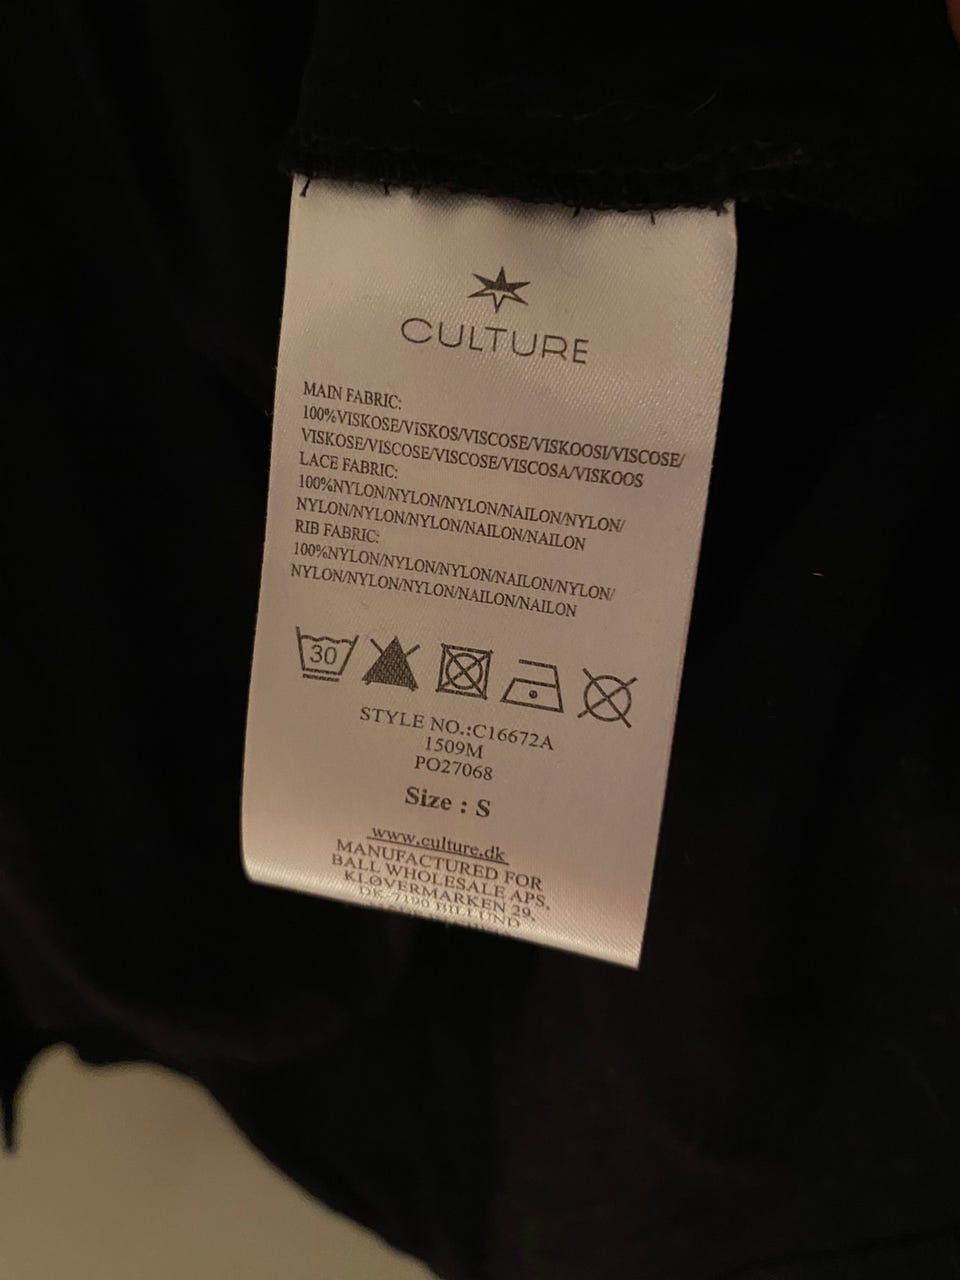 CULTURE
MAIN FABRIC:
100%VISKOSE/VISKOS/VISCOSE/VISKOOSI/VISCOSE/
VISKOSE/VISCOSE/VISCOSE/VISCOSA/VISKOOS
LACE FABRIC:
100%NYLON/NYLON/NYLON/NAILON/NYLON/
NYLON/NYLON/NYLON/NAILON/NAILON
RIB FABRIC:
100%NYLON/NYLON/NYLON/NAILON/NYLON/
NYLON/NYLON/NYLON/NAILON/NAILON
30
STYLE NO.:C16672A
1509M
PO27068
Size : S
www.culture.dk
MANUFACTURED FOR
BALL WHOLESALE APS,
KLØVERMARKEN 29,
DK-7190 BILLUND